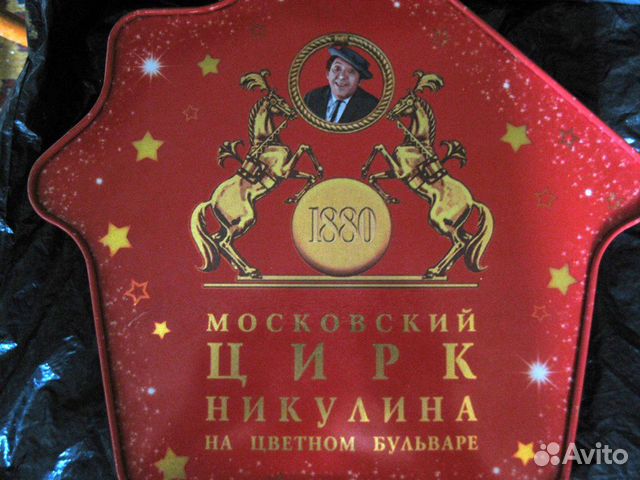 1880
МОСКОВСКИЙ
ЦИРК
НИКУЛИНА
НА ЦВЕТНОМ БУЛЬВАРЕ
Avito